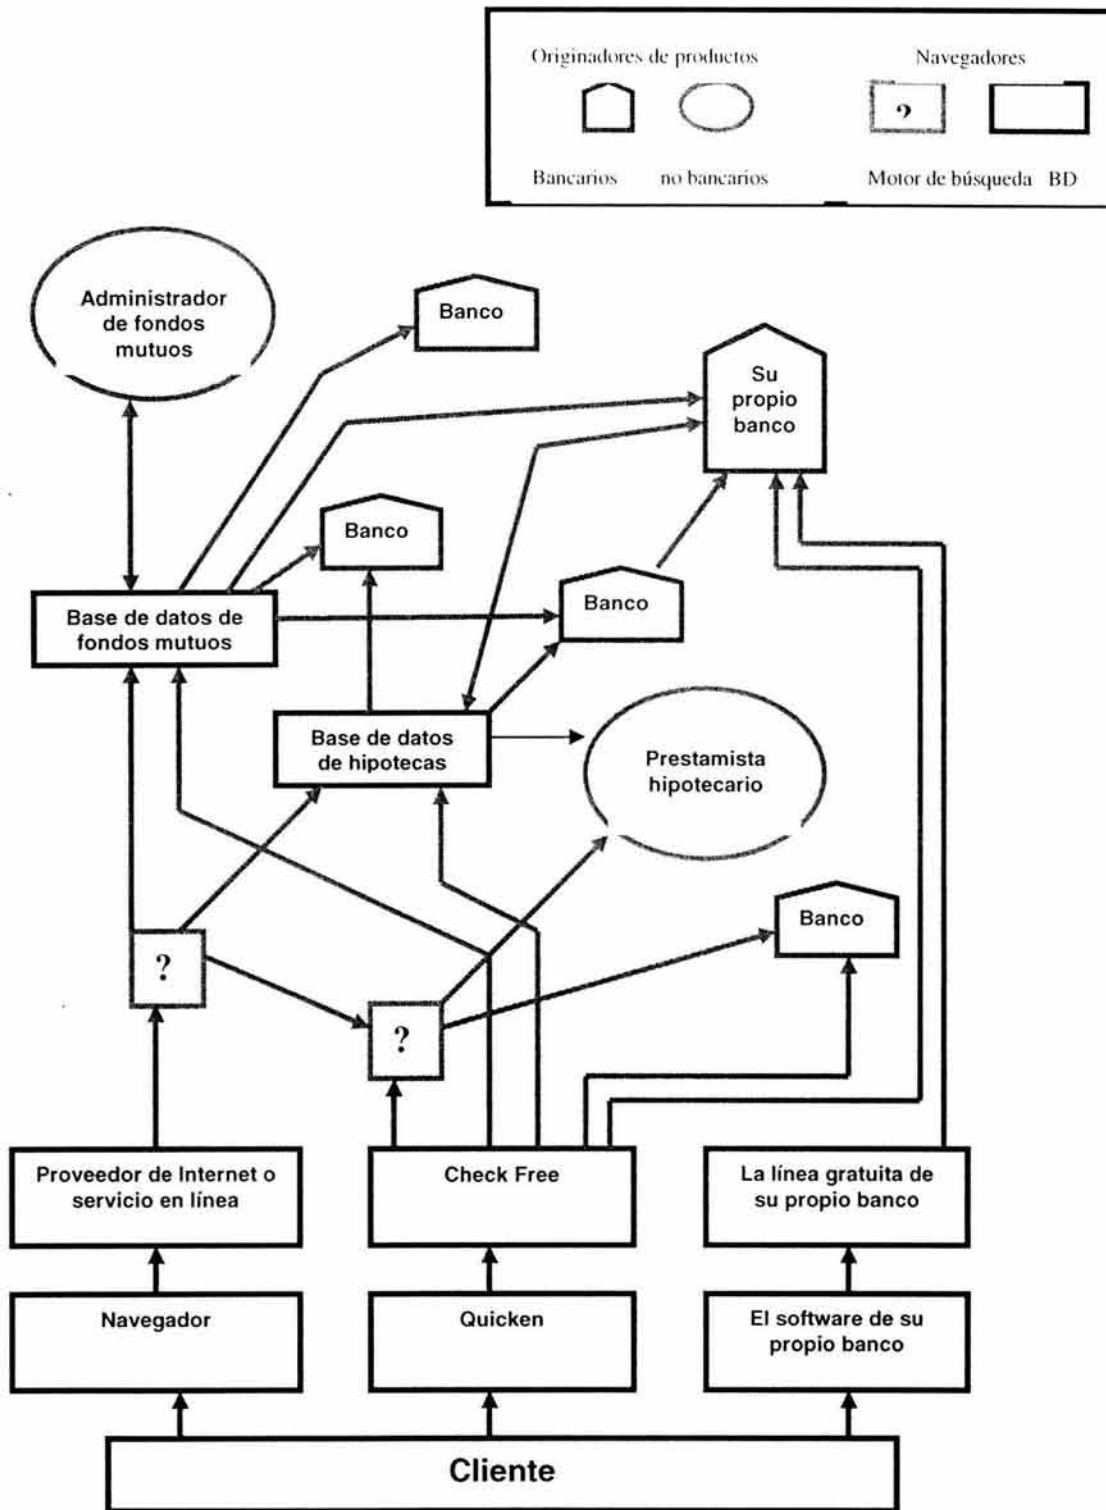 Originadores de productos
Navegadores
?
Bancarios
no bancarios
Motor de búsqueda
BD
Administrador
de fondos
mutuos
Banco
Su
propio
banco
Banco
Banco
Base de datos de
fondos mutuos
Base de datos
de hipotecas
Prestamista
hipotecario
Banco
?
?
Proveedor de Internet o
servicio en línea
Check Free
La línea gratuita de
su propio banco
Navegador
Quicken
El software de su
propio banco
Cliente